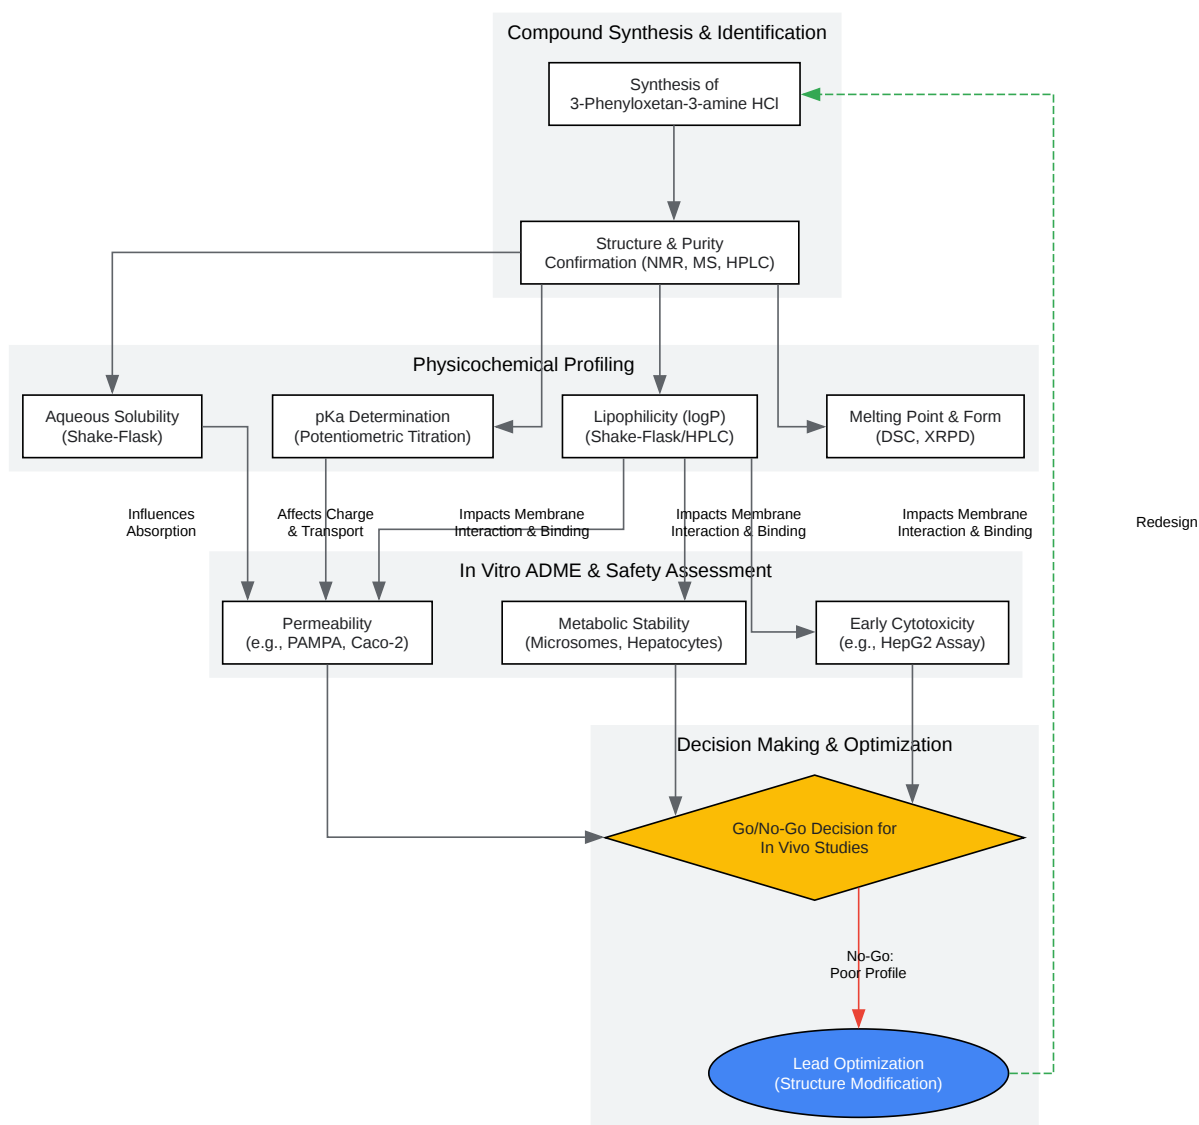 Compound Synthesis & Identification
Synthesis of
3-Phenyloxetan-3-amine HCl
Structure & Purity
Confirmation (NMR, MS, HPLC)
Physicochemical Profiling
Aqueous Solubility
(Shake-Flask)
pKa Determination
(Potentiometric Titration)
Lipophilicity (logP)
(Shake-Flask/HPLC)
Melting Point & Form
(DSC, XRPD)
Influences
Absorption
Affects Charge
& Transport
Impacts Membrane
Interaction & Binding
Impacts Membrane
Interaction & Binding
Impacts Membrane
Interaction & Binding
Redesign
In Vitro ADME & Safety Assessment
Permeability
(e.g., PAMPA, Caco-2)
Metabolic Stability
(Microsomes, Hepatocytes)
Early Cytotoxicity
(e.g., HepG2 Assay)
Decision Making & Optimization
Go/No-Go Decision for
In Vivo Studies
No-Go:
Poor Profile
Lead Optimization
(Structure Modification)